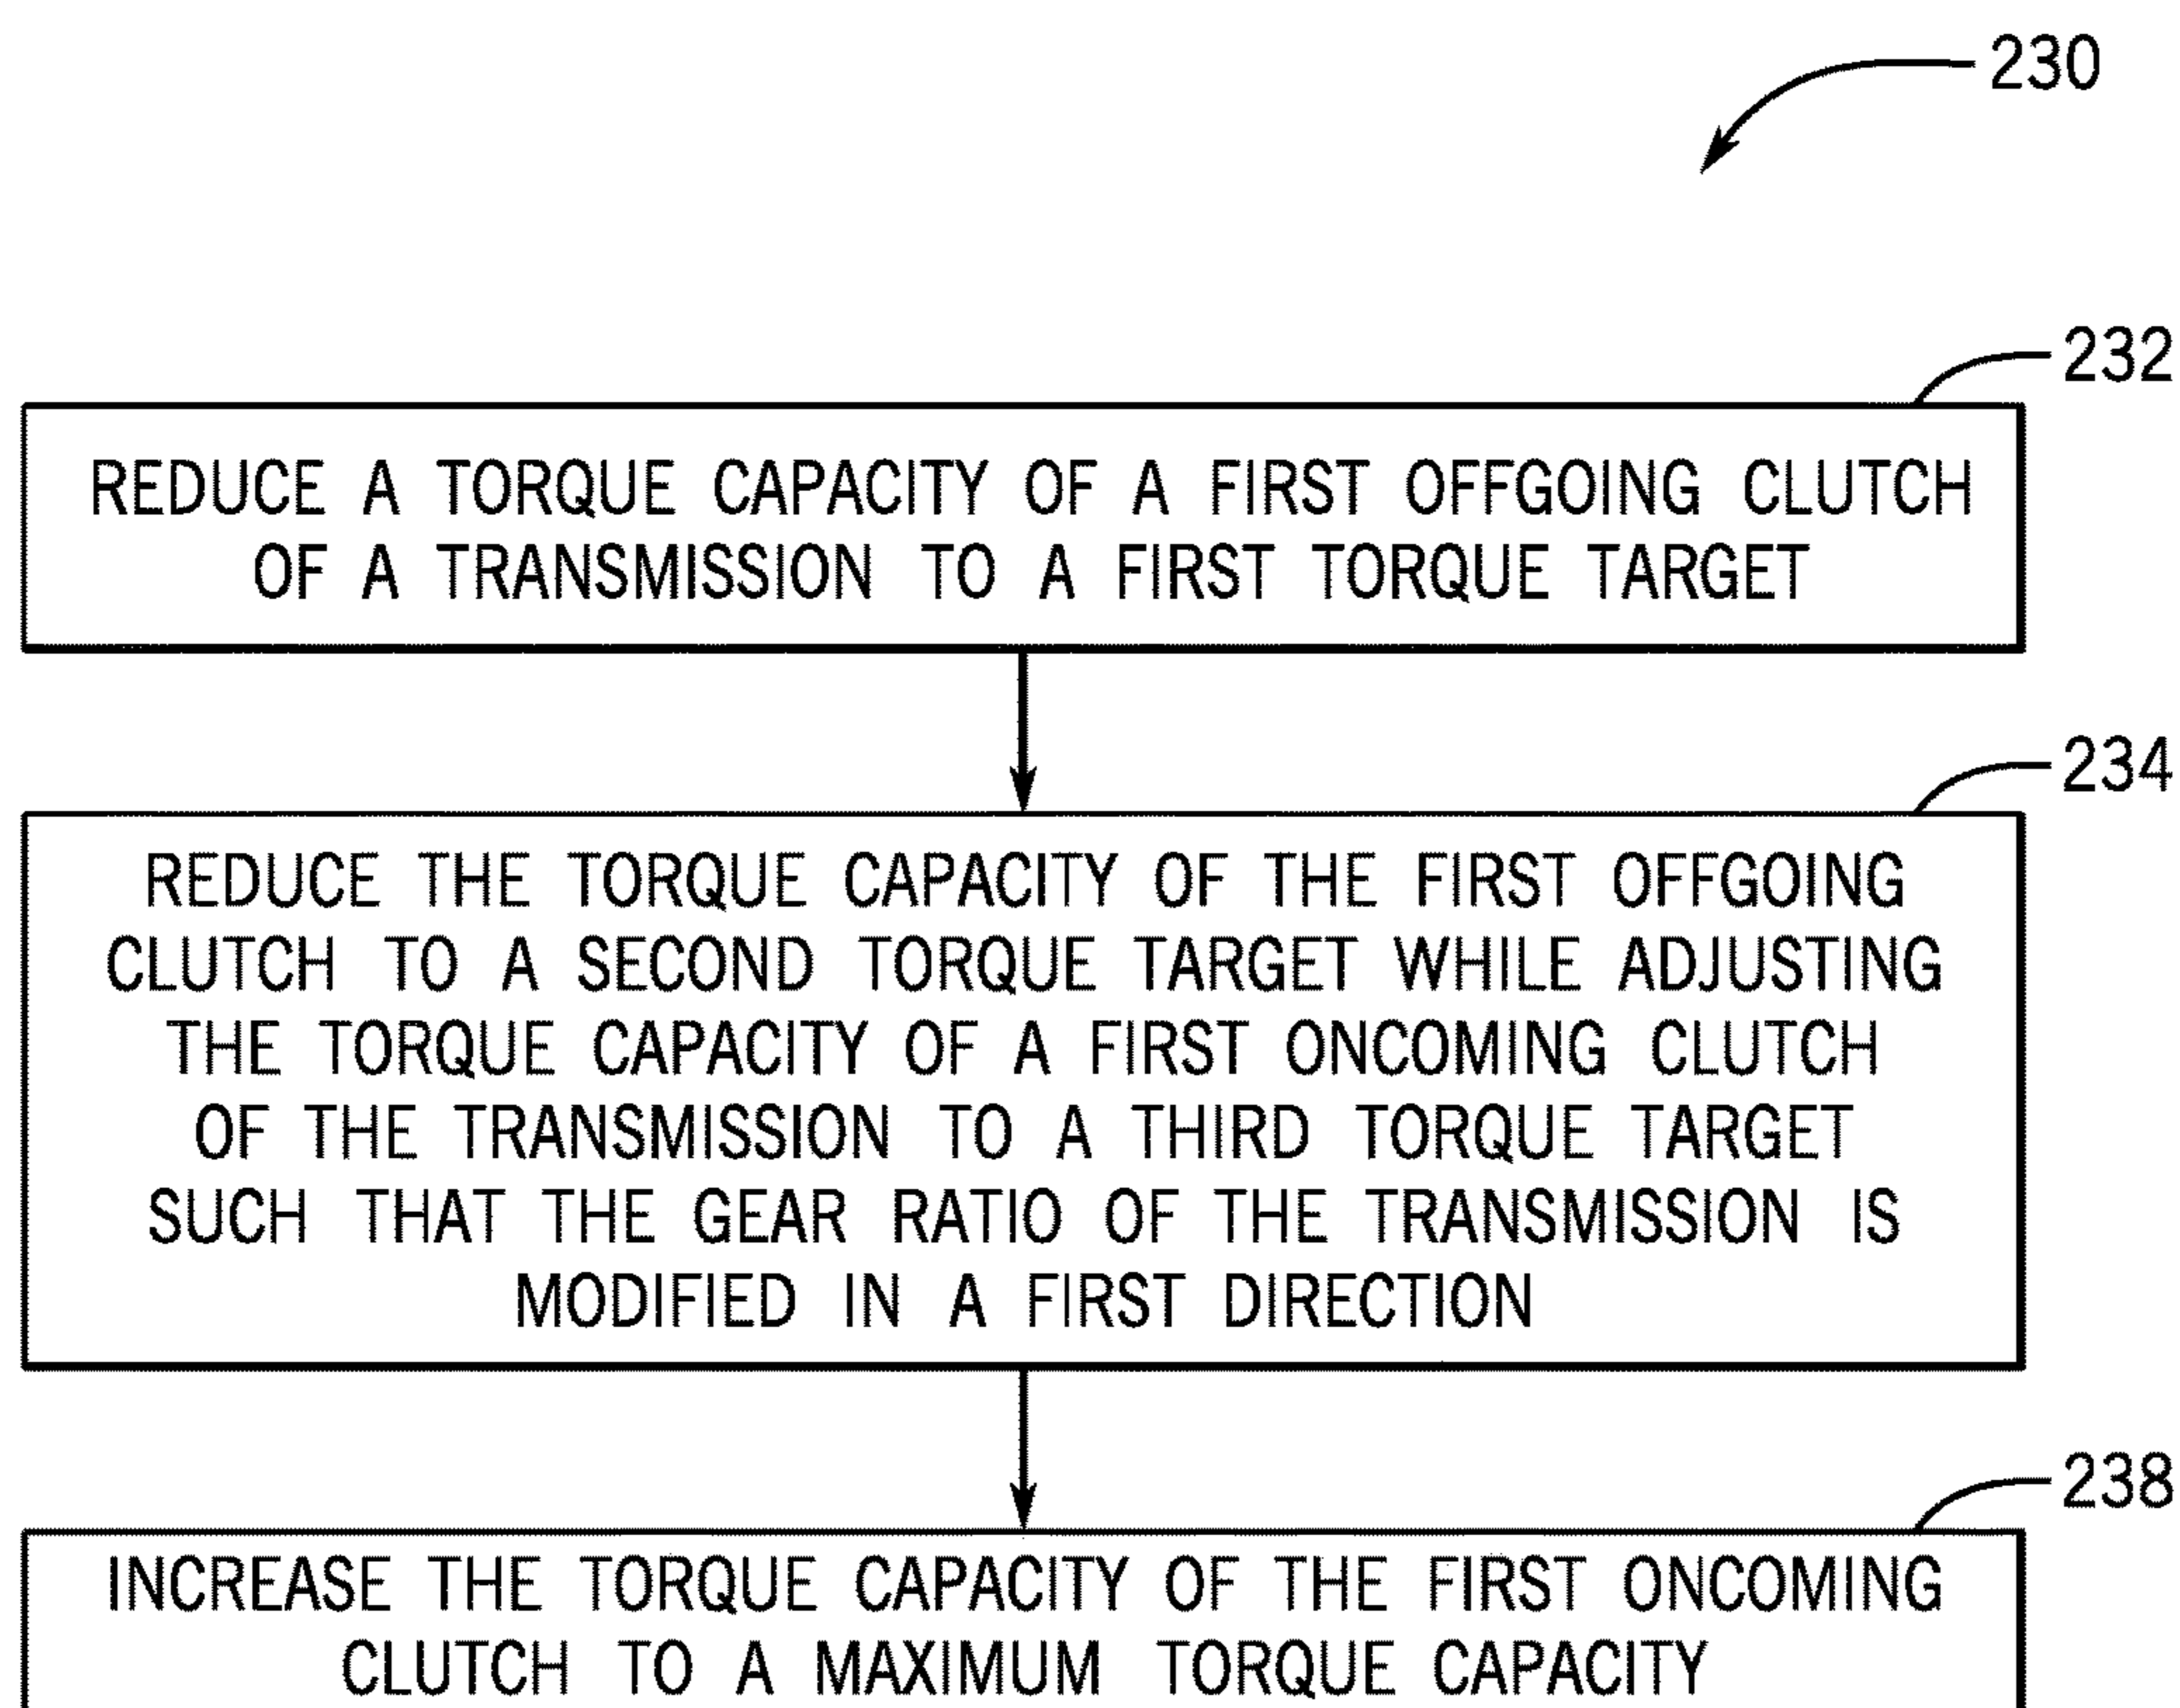 230
232
REDUCE A TORQUE CAPACITY OF A FIRST OFFGOING CLUTCH
OF A TRANSMISSION TO A FIRST TORQUE TARGET
234
REDUCE THE TORQUE CAPACITY OF THE FIRST OFFGOING
CLUTCH TO A SECOND TORQUE TARGET WHILE ADJUSTING
THE TORQUE CAPACITY OF A FIRST ONCOMING CLUTCH
OF THE TRANSMISSION TO A THIRD TORQUE TARGET
SUCH THAT THE GEAR RATIO OF THE TRANSMISSION IS
MODIFIED IN A FIRST DIRECTION
238
INCREASE THE TORQUE CAPACITY OF THE FIRST ONCOMING
CLUTCH TO A MAXIMUM TORQUE CAPACITY